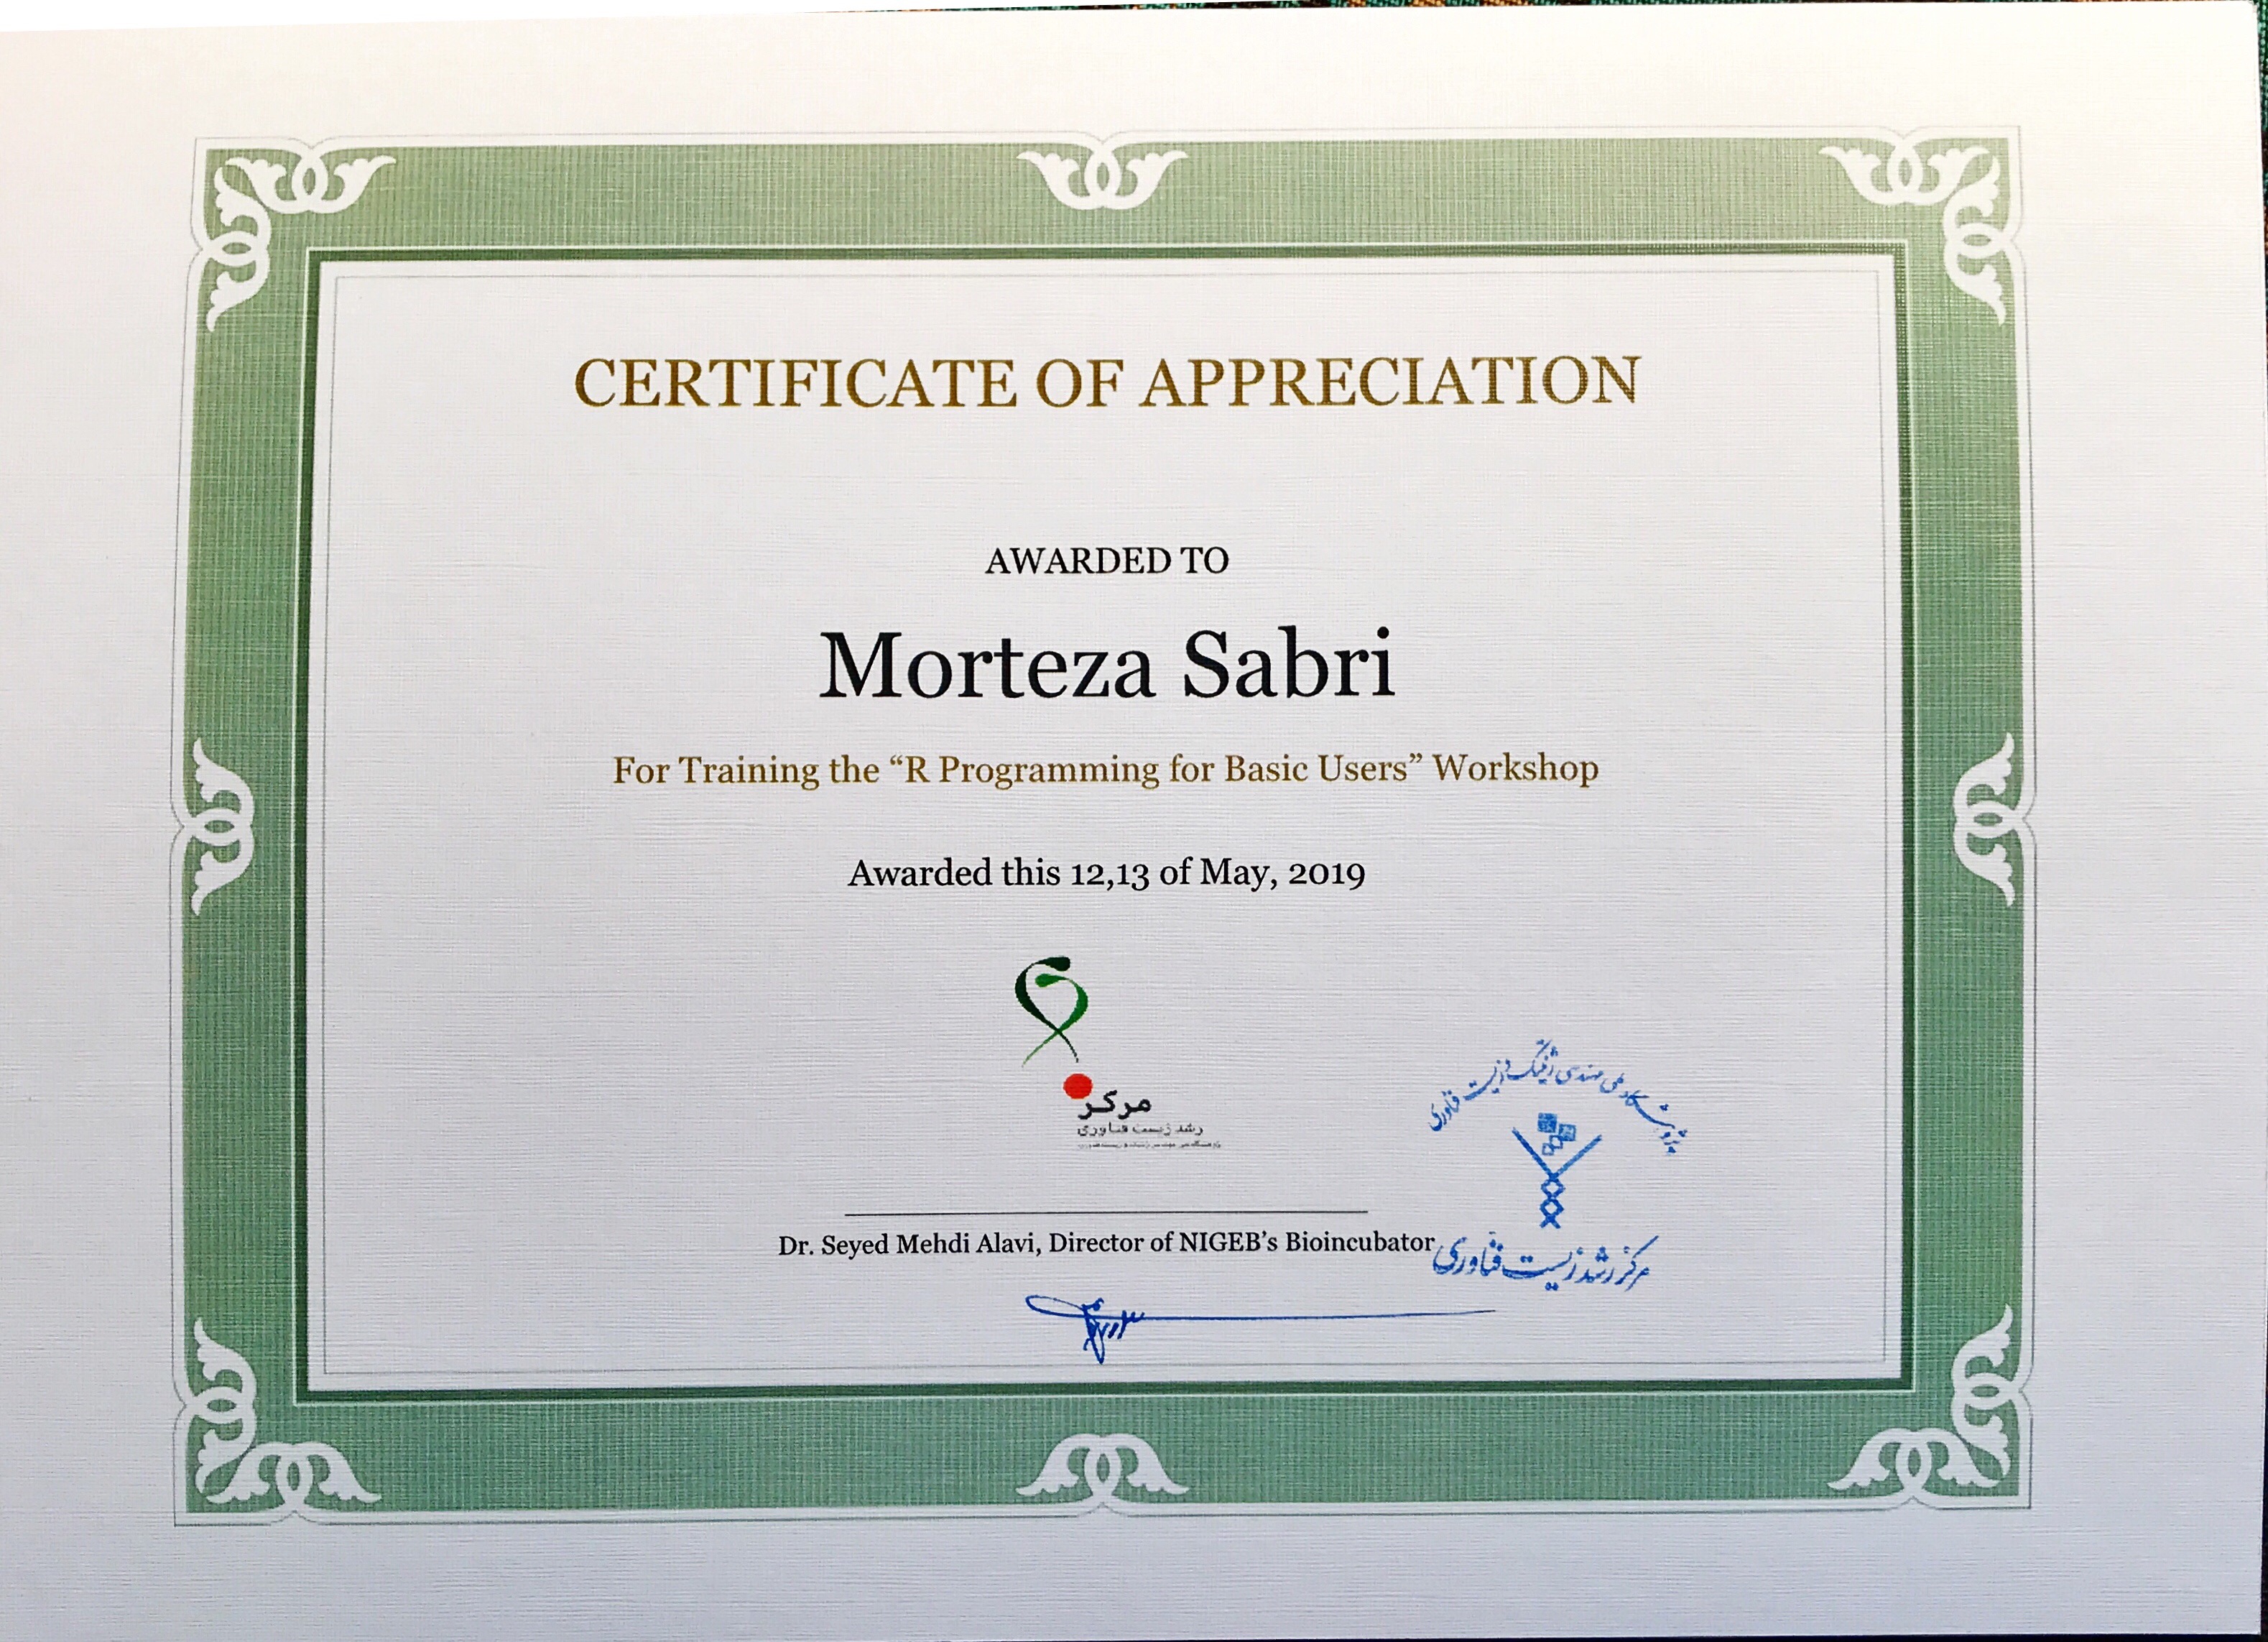 CERTIFICATE OF APPRECIATION
AWARDED TO
Morteza Sabri
For Training the “R Programming for Basic Users” Workshop
Awarded this 12,13 of May, 2019
مرکز
رشد زیست فناوری
پژوهشگاه ملی مهندسی ژنتیک و زیست فناوری
Dr. Seyed Mehdi Alavi, Director of NIGEB’s Bioincubator
مرکز رشد زیست فناوری